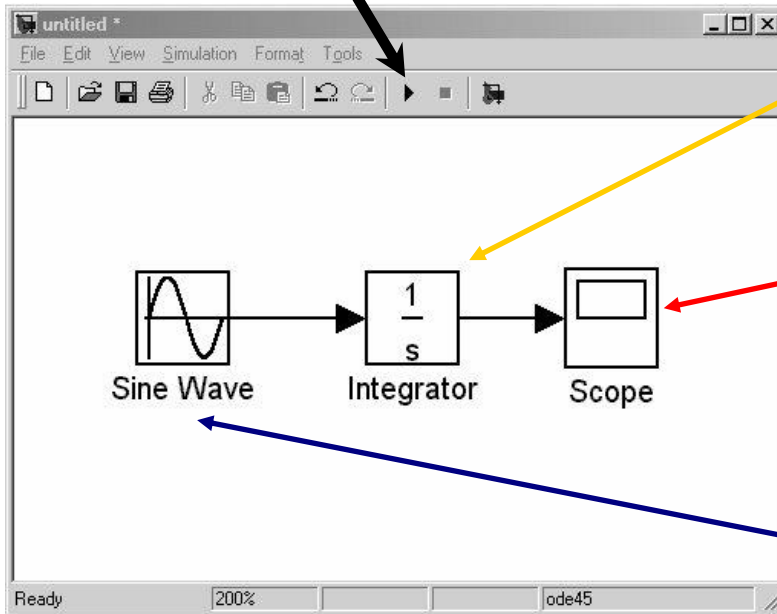 untitled *
File Edit View Simulation Format Tools
1
s
Sine Wave Integrator Scope
Ready 200% ode45